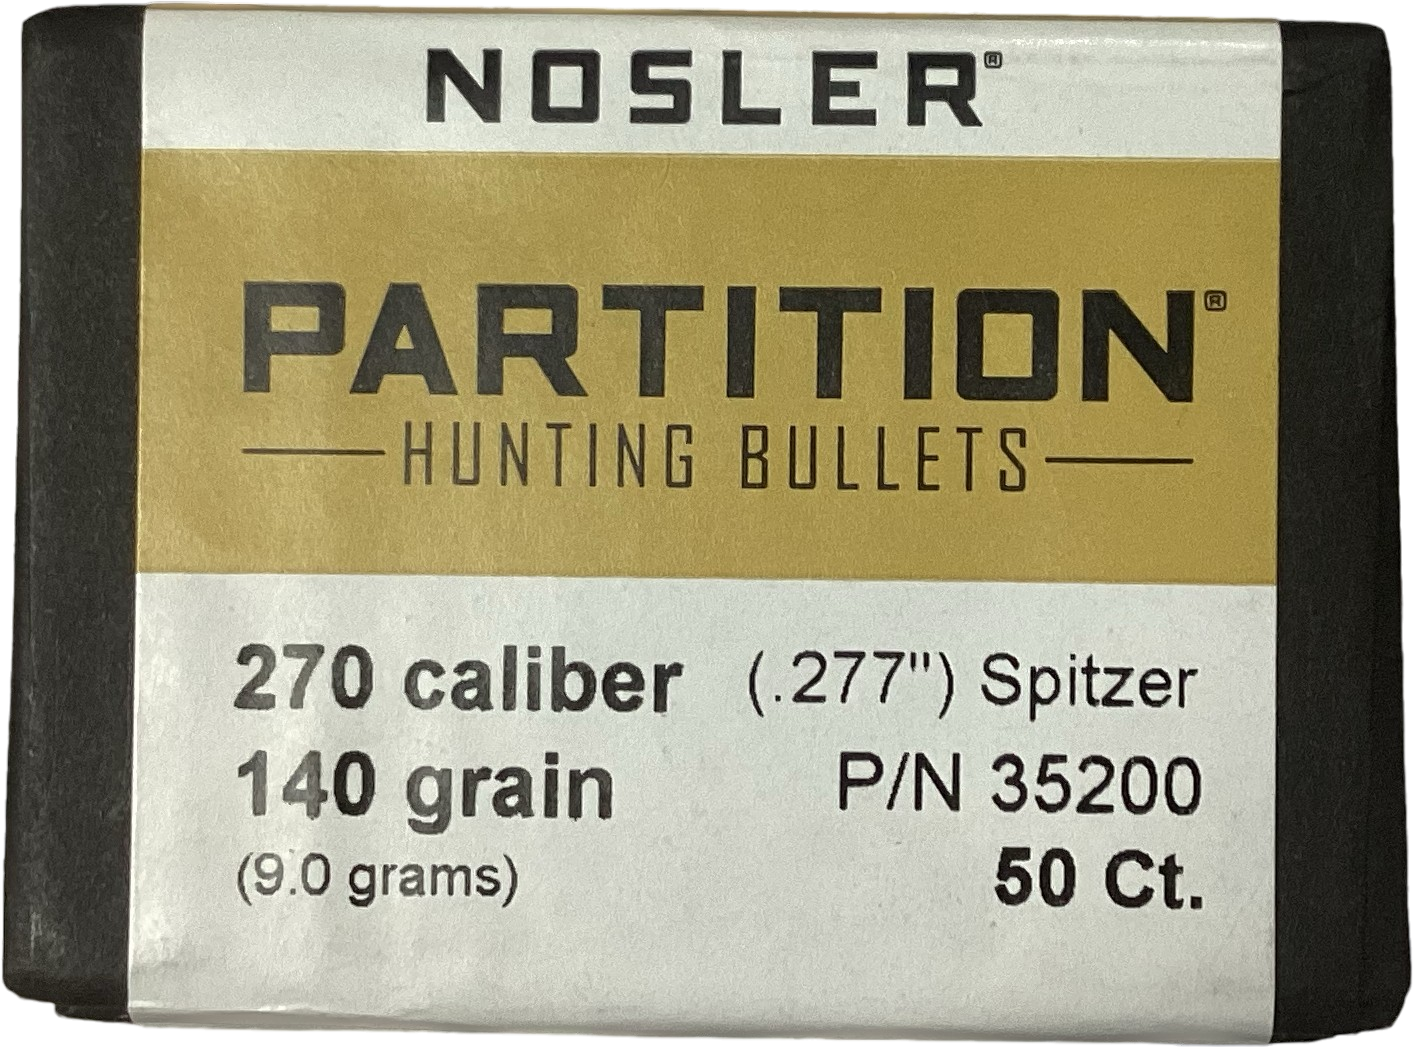 NOSLER®
PARTITION®
HUNTING BULLETS
270 caliber (.277") Spitzer
140 grain P/N 35200
(9.0 grams) 50 Ct.